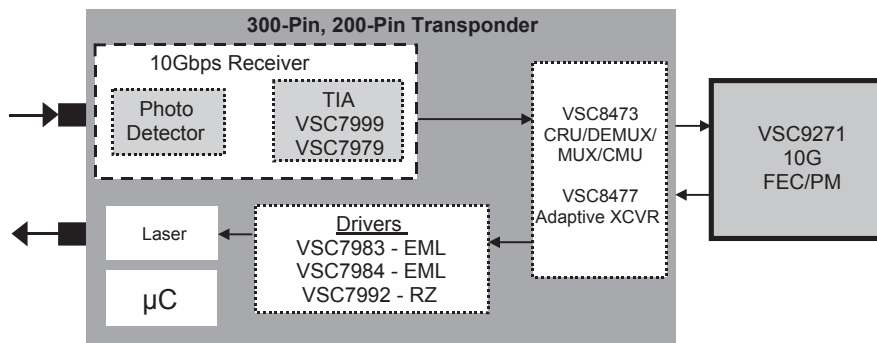 300-Pin, 200-Pin Transponder
10Gbps Receiver
Photo
Detector
TIA
VSC7999
VSC7979
VSC8473
CRU/DEMUX/
MUX/CMU
VSC8477
Adaptive XCVR
VSC9271
10G
FEC/PM
Laser
Drivers
VSC7983 - EML
VSC7984 - EML
VSC7992 - RZ
µC